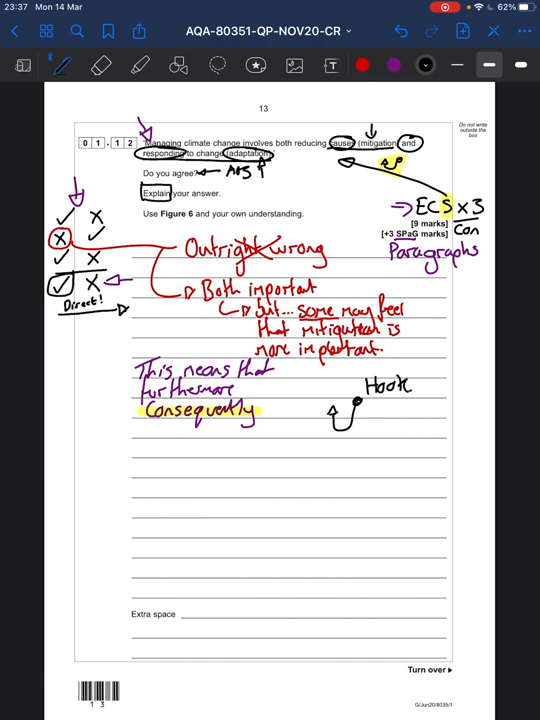 23:37 Mon 14 Mar
62%
AQA-80351-QP-NOV20-CR
13
Do not write
outside the
box
0 1 . 1 2 'Managing climate change involves both reducing causes (mitigation) and
responding to change (adaptation).'
Do you agree?
Explain your answer.
Use Figure 6 and your own understanding.
ECS x 3
[9 marks]
Con
[+3 SPaG marks]
Paragraphs
Outright wrong
Direct!
Both important
but... some may feel
that mitigation is
more important.
This means that
furthermore
Consequently
Hook
Extra space
Turn over
1 3
G/Jun20/8035/1